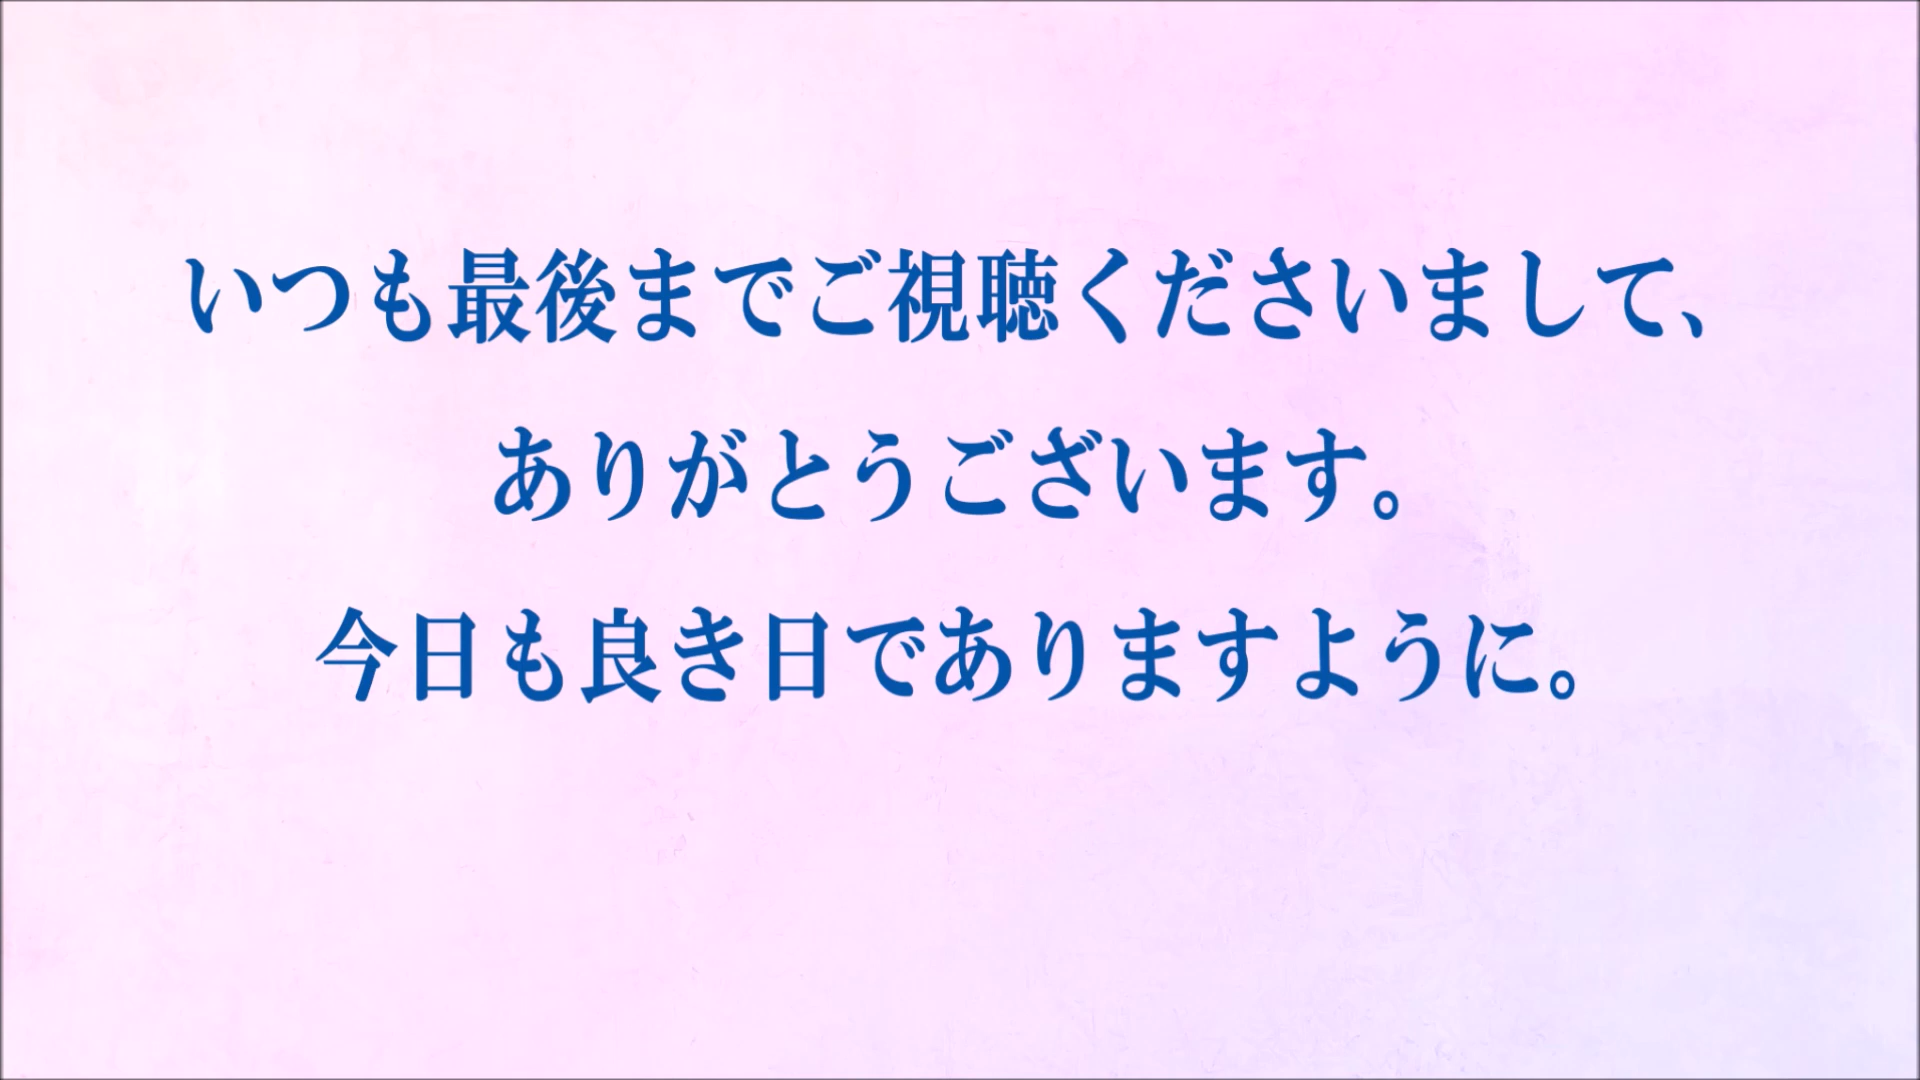 いつも最後までご視聴くださいまして、
ありがとうございます。
今日も良き日でありますように。